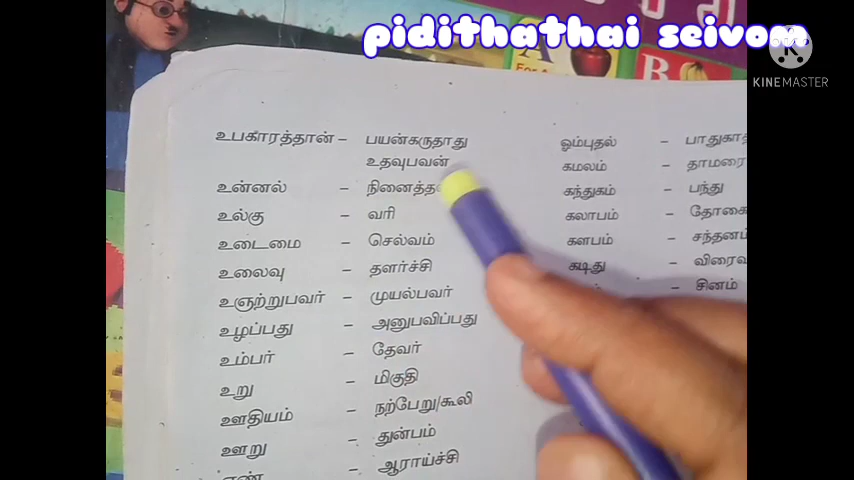 pidithathai seivom
KINEMASTER
B
உபகீரத்தான் – பயன்கருதாது
உதவுபவன்
உன்னல் –
உல்கு – வரி
உடைமை – செல்வம்
உலைவு – தளர்ச்சி
உஞற்றுபவர் – முயல்பவர்
உழப்பது – அனுபவிப்பது
உம்பர் – தேவர்
உறு – மிகுதி
ஊதியம் – நற்பேறு/கூலி
ஊறு – துன்பம்
எண் – ஆராய்ச்சி
ஓம்புதல் –
கமலம் – தாமரை
கந்துகம் – பந்து
கலாபம் – தோகை
களபம் – சந்தனம்
கடிது –
– சினம்